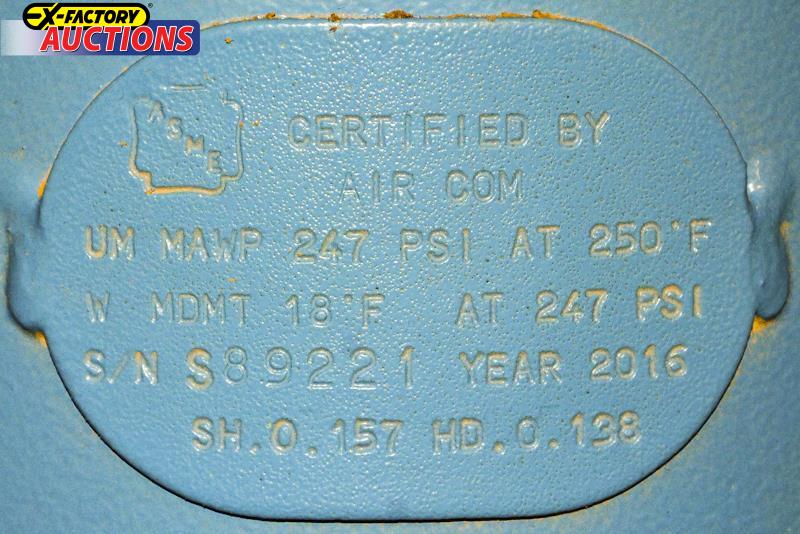 EX-FACTORY
AUCTIONS
ASME
CERTIFIED BY
AIR COM
UM MAWP 247 PSI AT 250°F
W MDMT 18°F AT 247 PSI
S/N S89221 YEAR 2016
SH.0.157 HD.0.138